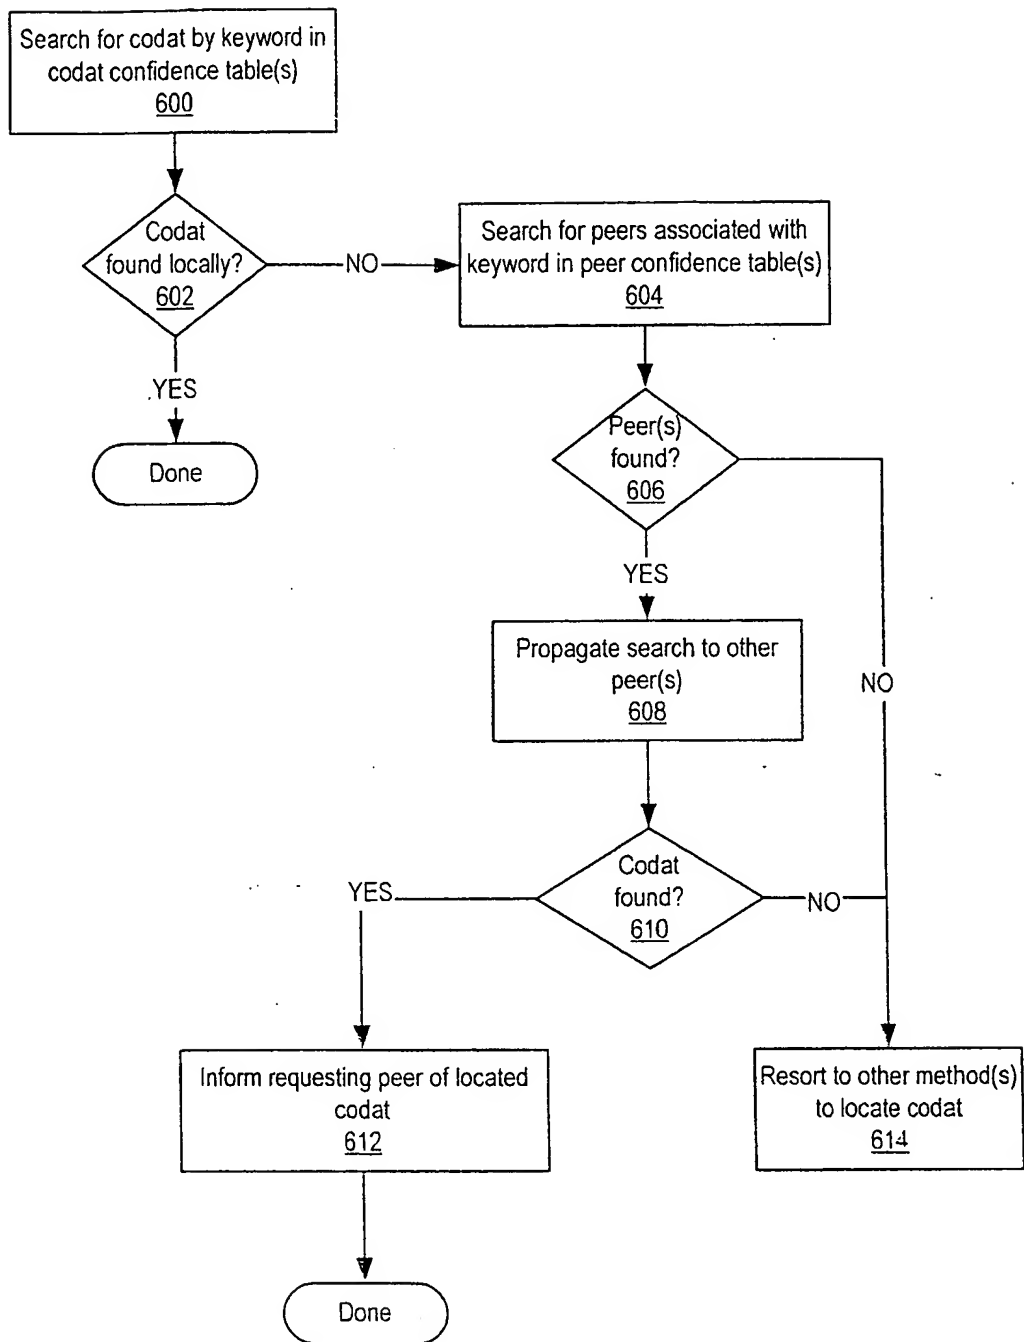 Search for codat by keyword in
codat confidence table(s)
600
Codat
found locally?
602
NO
Search for peers associated with
keyword in peer confidence table(s)
604
YES
Done
Peer(s)
found?
606
YES
NO
Propagate search to other
peer(s)
608
Codat
found?
610
YES
NO
Inform requesting peer of located
codat
612
Resort to other method(s)
to locate codat
614
Done